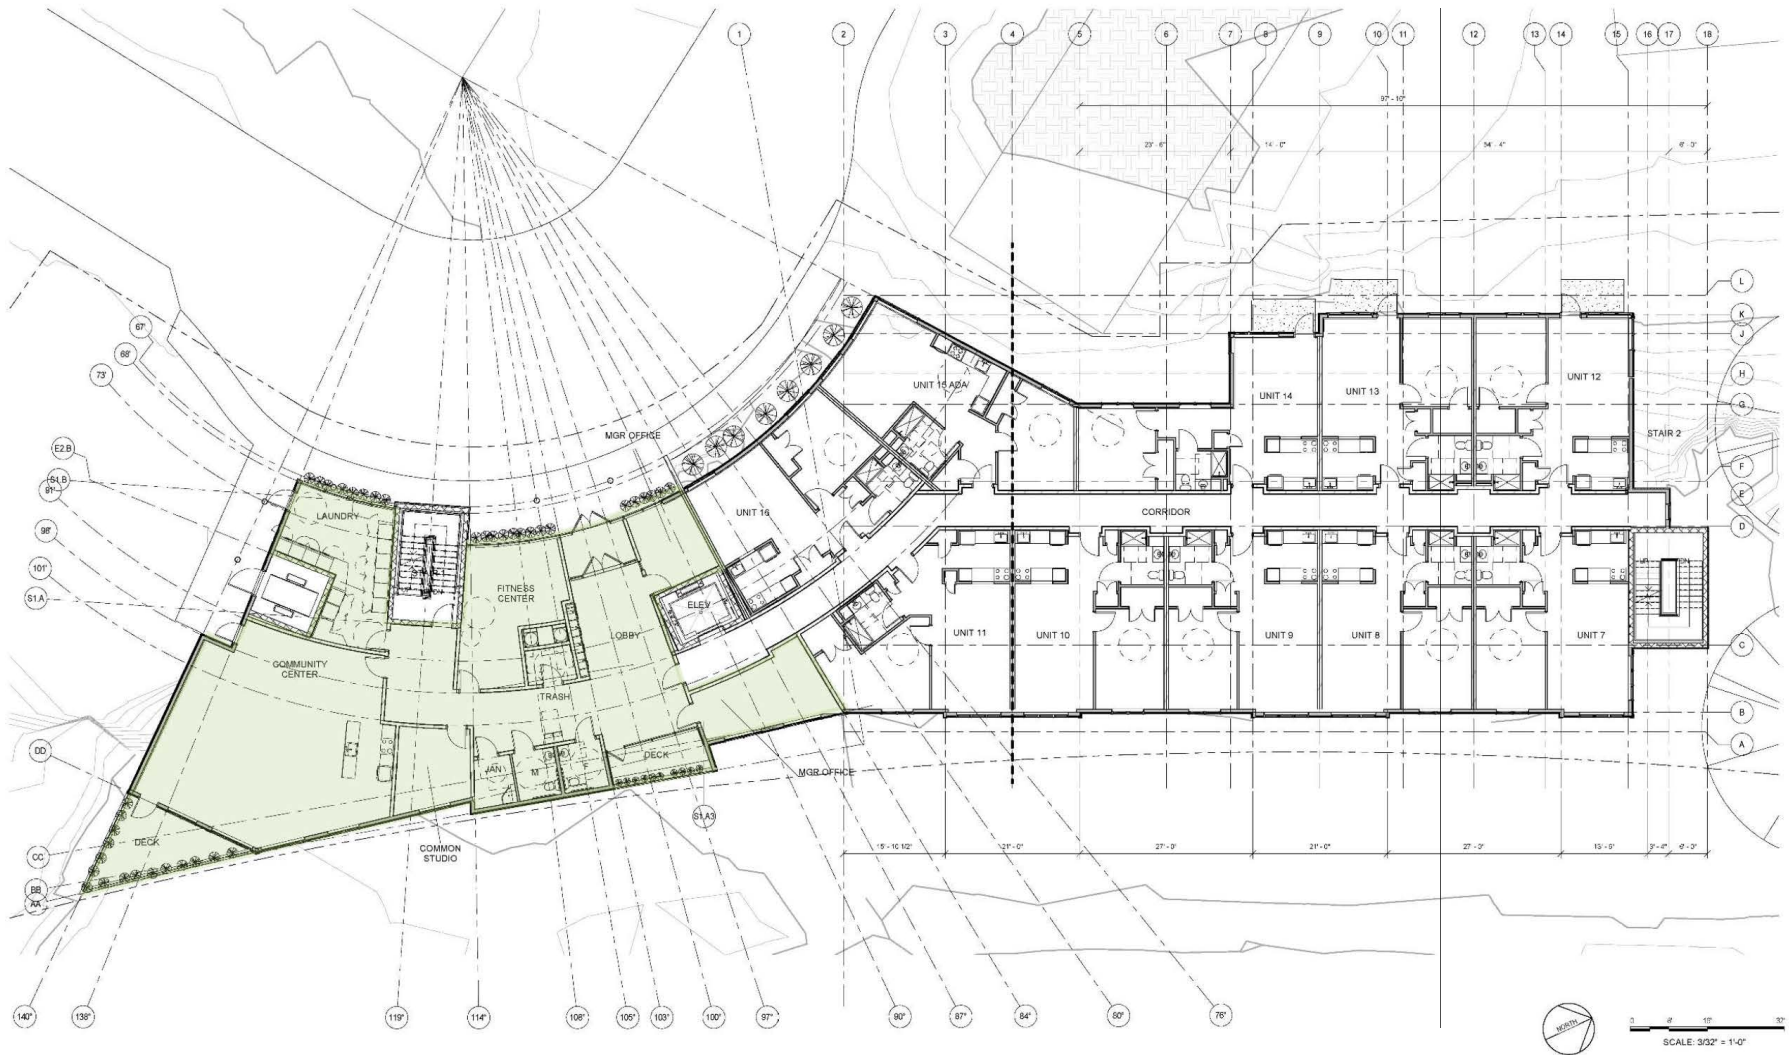 1 2 3 4 5 6 7 8 9 10 11 12 13 14 15 16 17 18
97' - 10"
23' - 6" 14' - 0" 54' - 4" 6' - 0"
L
K
67'
J
68'
73'
H
UNIT 15 ADA
UNIT 14
UNIT 13
UNIT 12
G
MGR OFFICE
STAIR 2
E2.B
F
S1.B
81'
E
LAUNDRY
UNIT 16
CORRIDOR
98'
D
101'
FITNESS
CENTER
ELEV
S1.A
LOBBY
UNIT 11
UNIT 10
UNIT 9
UNIT 8
UNIT 7
C
COMMUNITY
CENTER
TRASH
B
A
DD
JAN
M
F
DECK
MGR OFFICE
S1.A3
DECK
COMMON
STUDIO
CC
BB
AA
15' - 10 1/2" 21' - 0" 27' - 0" 21' - 0" 27' - 0" 13' - 6" 3' - 4" 6' - 0"
140° 138° 119° 114° 108° 105° 103° 100° 97° 90° 87° 84° 80° 76°
NORTH
0 8' 16' 32'
SCALE: 3/32" = 1'-0"